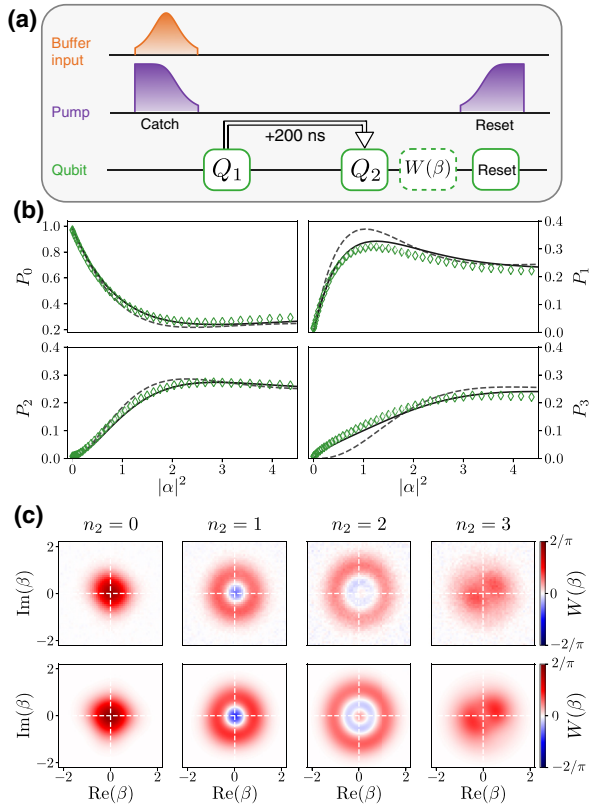 (a)
Buffer
input
Pump
Catch
Reset
+200 ns
Qubit
Q₁
Q₂
W(β)
Reset
(b)
P₀
1.0
0.8
0.6
0.4
0.2
P₁
0.4
0.3
0.2
0.1
0.0
P₂
0.4
0.3
0.2
0.1
0.0
P₃
0.4
0.3
0.2
0.1
0.0
0 1 2 3 4
|α|²
0 1 2 3 4
|α|²
(c)
n₂ = 0
n₂ = 1
n₂ = 2
n₂ = 3
Im(β)
2
0
−2
2/π
W(β)
−2/π
Im(β)
2
0
−2
2/π
W(β)
−2/π
−2 0 2
Re(β)
−2 0 2
Re(β)
−2 0 2
Re(β)
−2 0 2
Re(β)